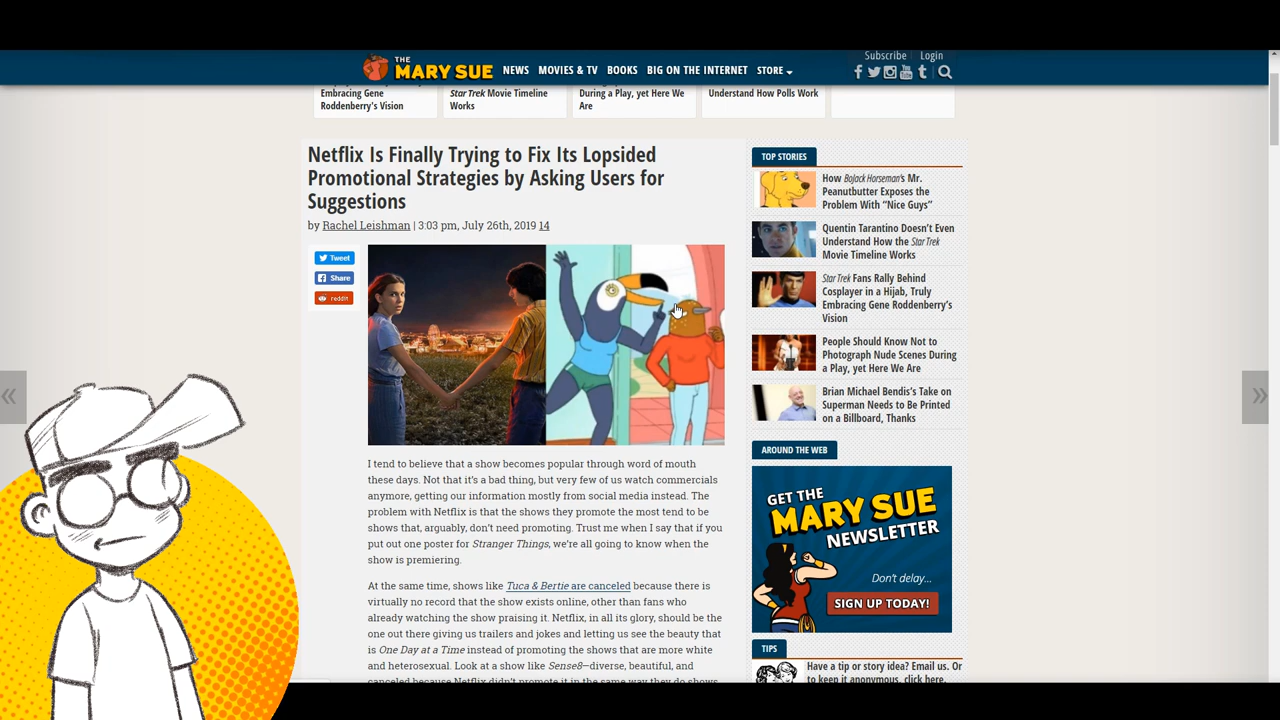 Subscribe Login
THE
MARY SUE
NEWS MOVIES & TV BOOKS BIG ON THE INTERNET STORE
Embracing Gene
Roddenberry's Vision
Star Trek Movie Timeline
Works
During a Play, yet Here We
Are
Understand How Polls Work
Netflix Is Finally Trying to Fix Its Lopsided
Promotional Strategies by Asking Users for
Suggestions
by Rachel Leishman | 3:03 pm, July 26th, 2019 14
Tweet
Share
reddit
I tend to believe that a show becomes popular through word of mouth
these days. Not that it's a bad thing, but very few of us watch commercials
anymore, getting our information mostly from social media instead. The
problem with Netflix is that the shows they promote the most tend to be
shows that, arguably, don't need promoting. Trust me when I say that if you
put out one poster for Stranger Things, we're all going to know when the
show is premiering.
At the same time, shows like Tuca & Bertie are canceled because there is
virtually no record that the show exists online, other than fans who
already watching the show praising it. Netflix, in all its glory, should be the
one out there giving us trailers and jokes and letting us see the beauty that
is One Day at a Time instead of promoting the shows that are more white
and heterosexual. Look at a show like Sense8—diverse, beautiful, and
canceled because Netflix didn't promote it in the same way they do shows
TOP STORIES
How BoJack Horseman's Mr.
Peanutbutter Exposes the
Problem With "Nice Guys"
Quentin Tarantino Doesn't Even
Understand How the Star Trek
Movie Timeline Works
Star Trek Fans Rally Behind
Cosplayer in a Hijab, Truly
Embracing Gene Roddenberry's
Vision
People Should Know Not to
Photograph Nude Scenes During
a Play, yet Here We Are
Brian Michael Bendis's Take on
Superman Needs to Be Printed
on a Billboard, Thanks
AROUND THE WEB
GET THE
MARY SUE
NEWSLETTER
Don't delay...
SIGN UP TODAY!
TIPS
Have a tip or story idea? Email us. Or
to keep it anonymous, click here.